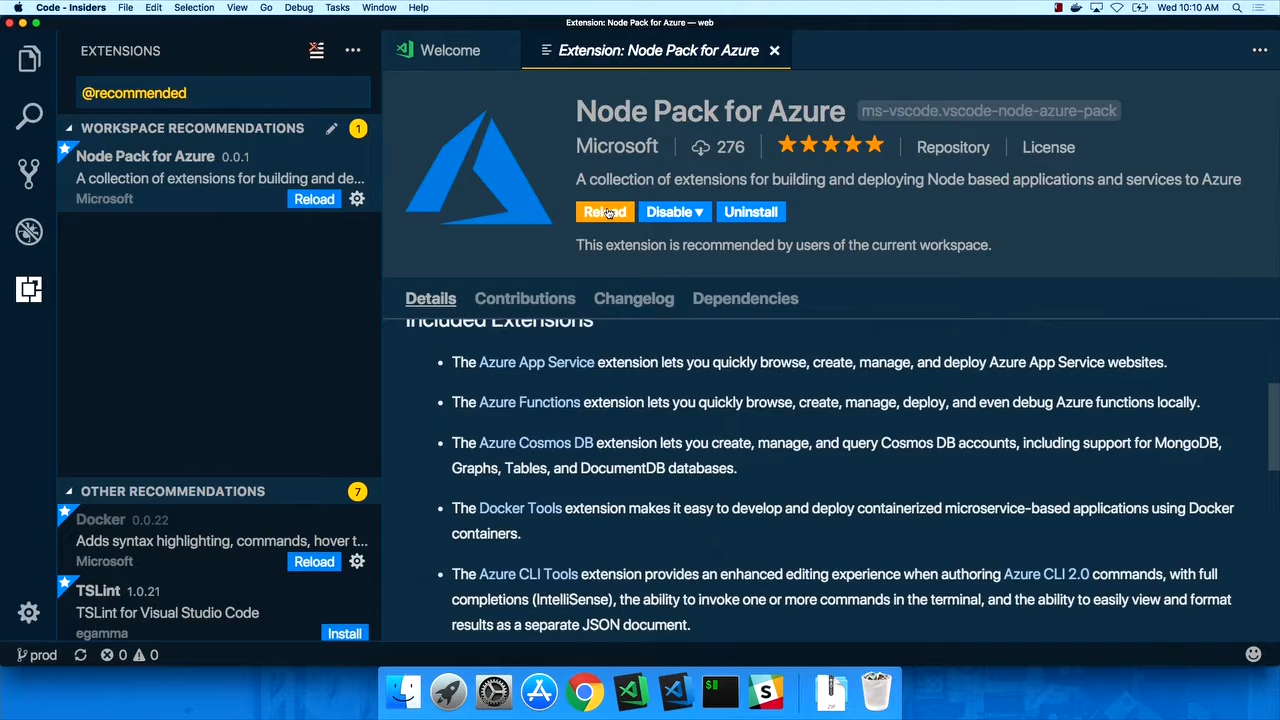 Code - Insiders File Edit Selection View Go Debug Tasks Window Help Wed 10:10 AM
Extension: Node Pack for Azure — web
EXTENSIONS
Welcome
Extension: Node Pack for Azure
@recommended
WORKSPACE RECOMMENDATIONS 1
Node Pack for Azure 0.0.1
A collection of extensions for building and de...
Microsoft Reload
OTHER RECOMMENDATIONS 7
Docker 0.0.22
Adds syntax highlighting, commands, hover t...
Microsoft Reload
TSLint 1.0.21
TSLint for Visual Studio Code
egamma Install
Node Pack for Azure ms-vscode.vscode-node-azure-pack
Microsoft 276 Repository License
A collection of extensions for building and deploying Node based applications and services to Azure
Reload Disable Uninstall
This extension is recommended by users of the current workspace.
Details Contributions Changelog Dependencies
Included Extensions
• The Azure App Service extension lets you quickly browse, create, manage, and deploy Azure App Service websites.
• The Azure Functions extension lets you quickly browse, create, manage, deploy, and even debug Azure functions locally.
• The Azure Cosmos DB extension lets you create, manage, and query Cosmos DB accounts, including support for MongoDB,
Graphs, Tables, and DocumentDB databases.
• The Docker Tools extension makes it easy to develop and deploy containerized microservice-based applications using Docker
containers.
• The Azure CLI Tools extension provides an enhanced editing experience when authoring Azure CLI 2.0 commands, with full
completions (IntelliSense), the ability to invoke one or more commands in the terminal, and the ability to easily view and format
results as a separate JSON document.
prod 0 0
$
S
ZIP